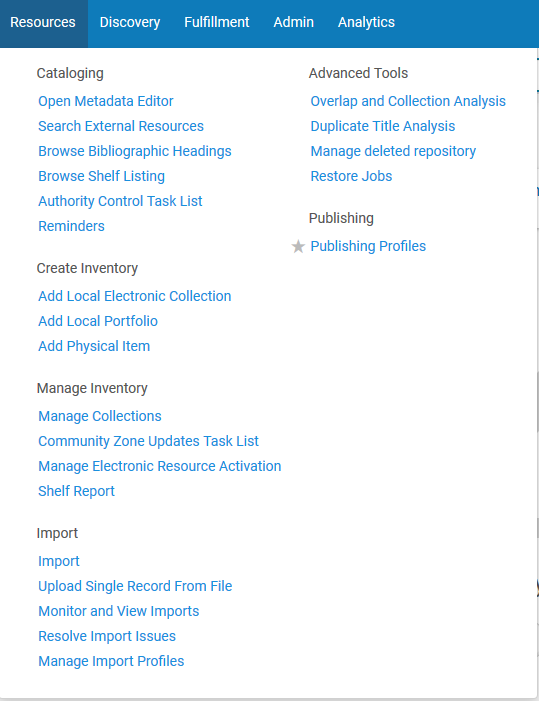 Resources Discovery Fulfillment Admin Analytics
Cataloging
Open Metadata Editor
Search External Resources
Browse Bibliographic Headings
Browse Shelf Listing
Authority Control Task List
Reminders
Create Inventory
Add Local Electronic Collection
Add Local Portfolio
Add Physical Item
Manage Inventory
Manage Collections
Community Zone Updates Task List
Manage Electronic Resource Activation
Shelf Report
Import
Import
Upload Single Record From File
Monitor and View Imports
Resolve Import Issues
Manage Import Profiles
Advanced Tools
Overlap and Collection Analysis
Duplicate Title Analysis
Manage deleted repository
Restore Jobs
Publishing
Publishing Profiles